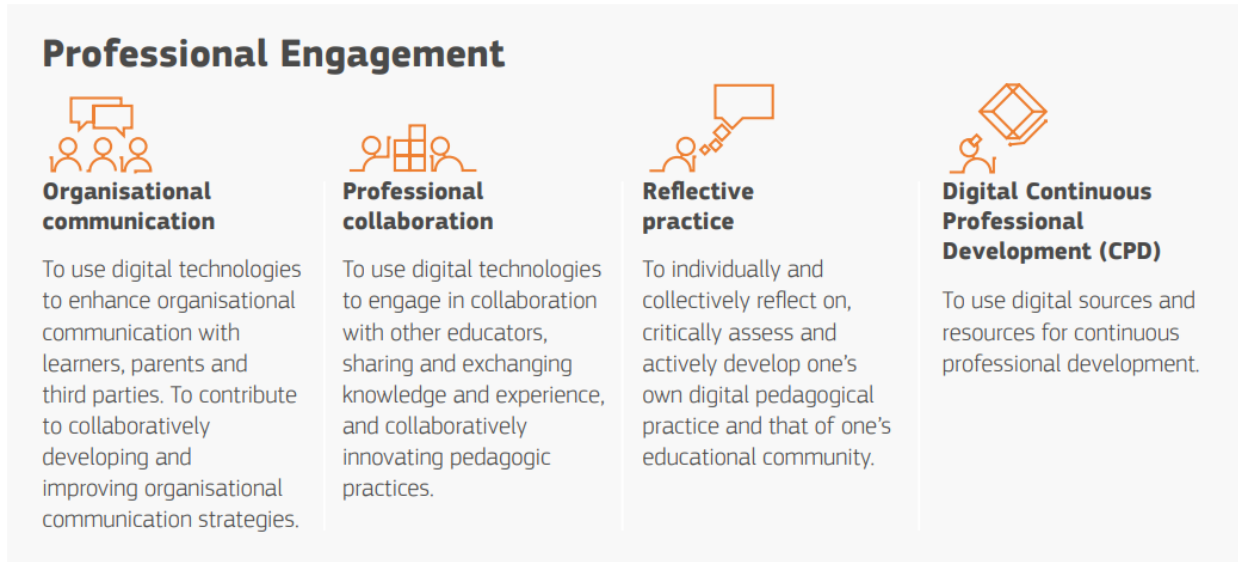 Professional Engagement
Organisational
communication
To use digital technologies
to enhance organisational
communication with
learners, parents and
third parties. To contribute
to collaboratively
developing and
improving organisational
communication strategies.
Professional
collaboration
To use digital technologies
to engage in collaboration
with other educators,
sharing and exchanging
knowledge and experience,
and collaboratively
innovating pedagogic
practices.
Reflective
practice
To individually and
collectively reflect on,
critically assess and
actively develop one’s
own digital pedagogical
practice and that of one’s
educational community.
Digital Continuous
Professional
Development (CPD)
To use digital sources and
resources for continuous
professional development.